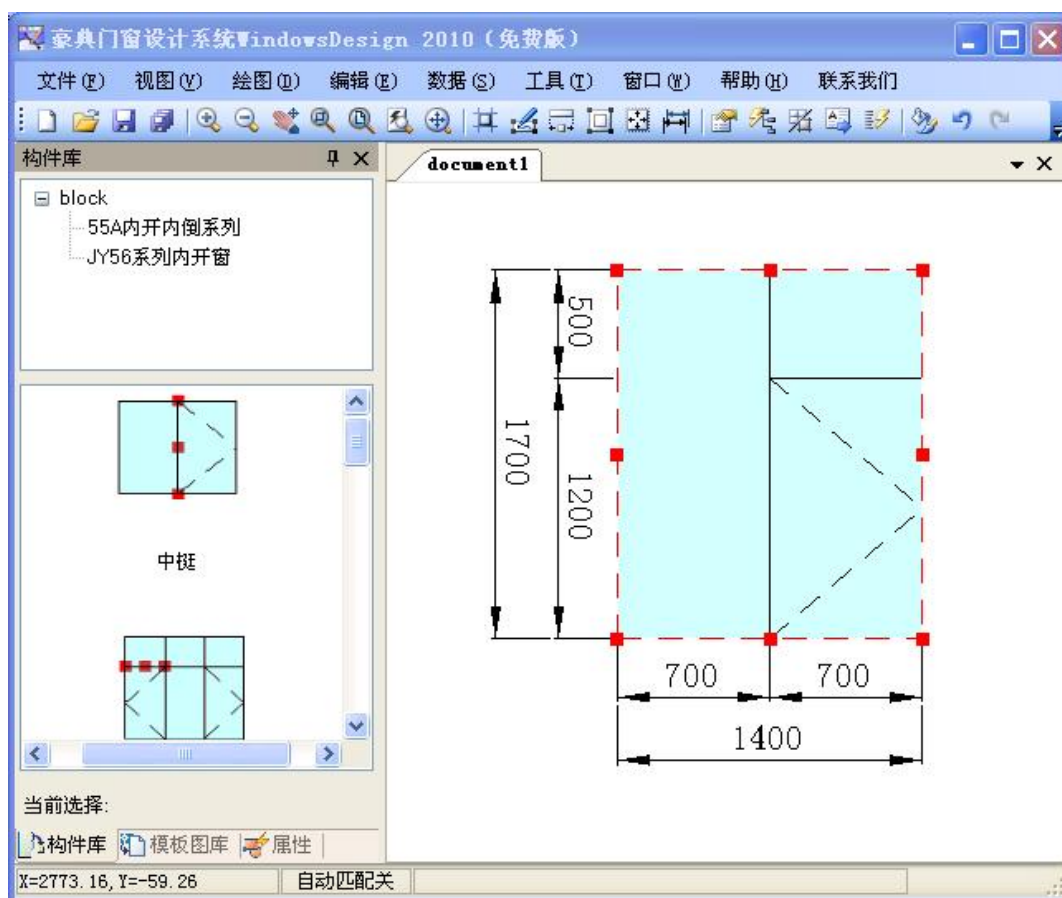 豪典门窗设计系统WindowsDesign 2010（免费版）
文件(F) 视图(V) 绘图(D) 编辑(E) 数据(S) 工具(T) 窗口(W) 帮助(H) 联系我们
构件库
document1
block
55A内开内倒系列
JY56系列内开窗
中梃
500
1700
1200
700
700
1400
当前选择:
构件库 模板图库 属性
X=2773.16,Y=-59.26 自动匹配关